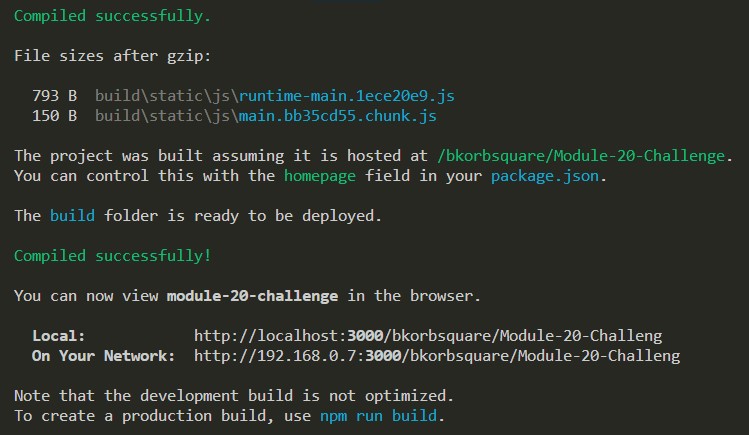 Compiled successfully.
File sizes after gzip:
793 B  build\static\js\runtime-main.1ece20e9.js
150 B  build\static\js\main.bb35cd55.chunk.js
The project was built assuming it is hosted at /bkorbsquare/Module-20-Challenge.
You can control this with the homepage field in your package.json.
The build folder is ready to be deployed.
Compiled successfully!
You can now view module-20-challenge in the browser.
Local:            http://localhost:3000/bkorbsquare/Module-20-Challeng
On Your Network:  http://192.168.0.7:3000/bkorbsquare/Module-20-Challeng
Note that the development build is not optimized.
To create a production build, use npm run build.